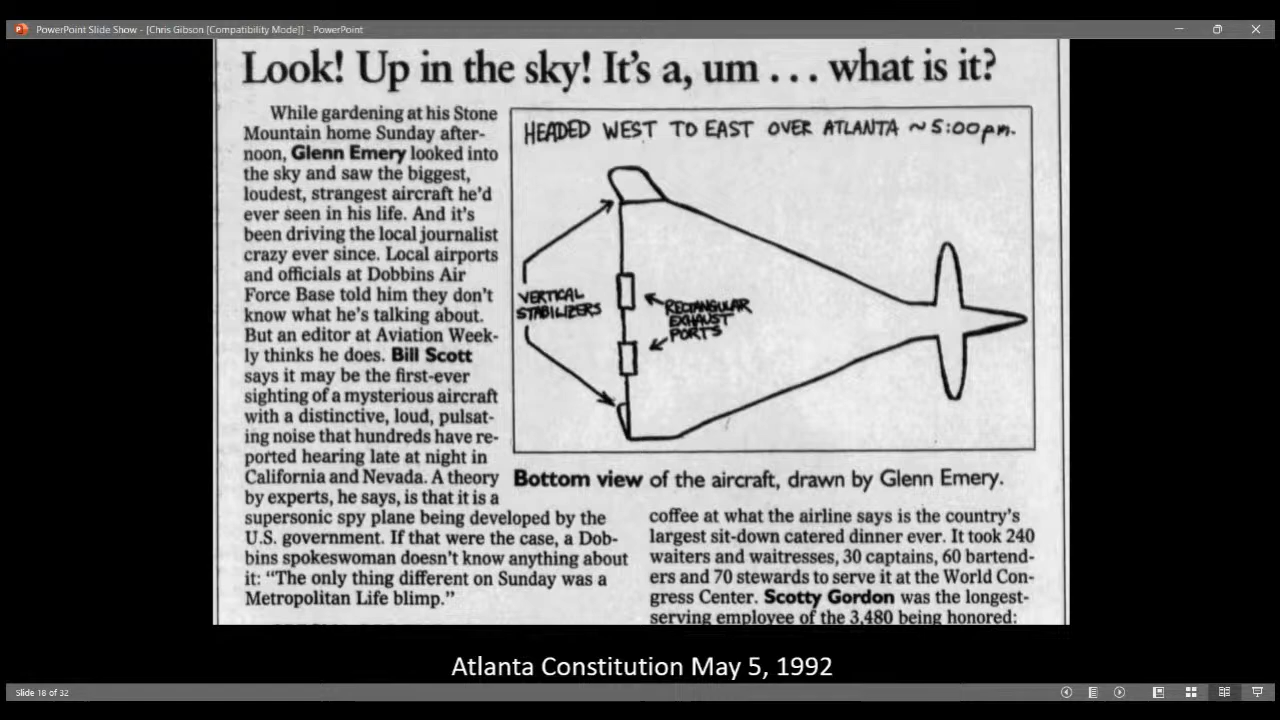 PowerPoint Slide Show - [Chris Gibson [Compatibility Mode]] - PowerPoint
Look! Up in the sky! It's a, um . . . what is it?
While gardening at his Stone
Mountain home Sunday after-
noon, Glenn Emery looked into
the sky and saw the biggest,
loudest, strangest aircraft he'd
ever seen in his life. And it's
been driving the local journalist
crazy ever since. Local airports
and officials at Dobbins Air
Force Base told him they don't
know what he's talking about.
But an editor at Aviation Week-
ly thinks he does. Bill Scott
says it may be the first-ever
sighting of a mysterious aircraft
with a distinctive, loud, pulsat-
ing noise that hundreds have re-
ported hearing late at night in
California and Nevada. A theory
by experts, he says, is that it is a
supersonic spy plane being developed by the
U.S. government. If that were the case, a Dob-
bins spokeswoman doesn't know anything about
it: "The only thing different on Sunday was a
Metropolitan Life blimp."
HEADED WEST TO EAST OVER ATLANTA ~5:00pm.
VERTICAL
STABILIZERS
RECTANGULAR
EXHAUST
PORTS
Bottom view of the aircraft, drawn by Glenn Emery.
coffee at what the airline says is the country's
largest sit-down catered dinner ever. It took 240
waiters and waitresses, 30 captains, 60 bartend-
ers and 70 stewards to serve it at the World Con-
gress Center. Scotty Gordon was the longest-
serving employee of the 3,480 being honored:
Atlanta Constitution May 5, 1992
Slide 18 of 32